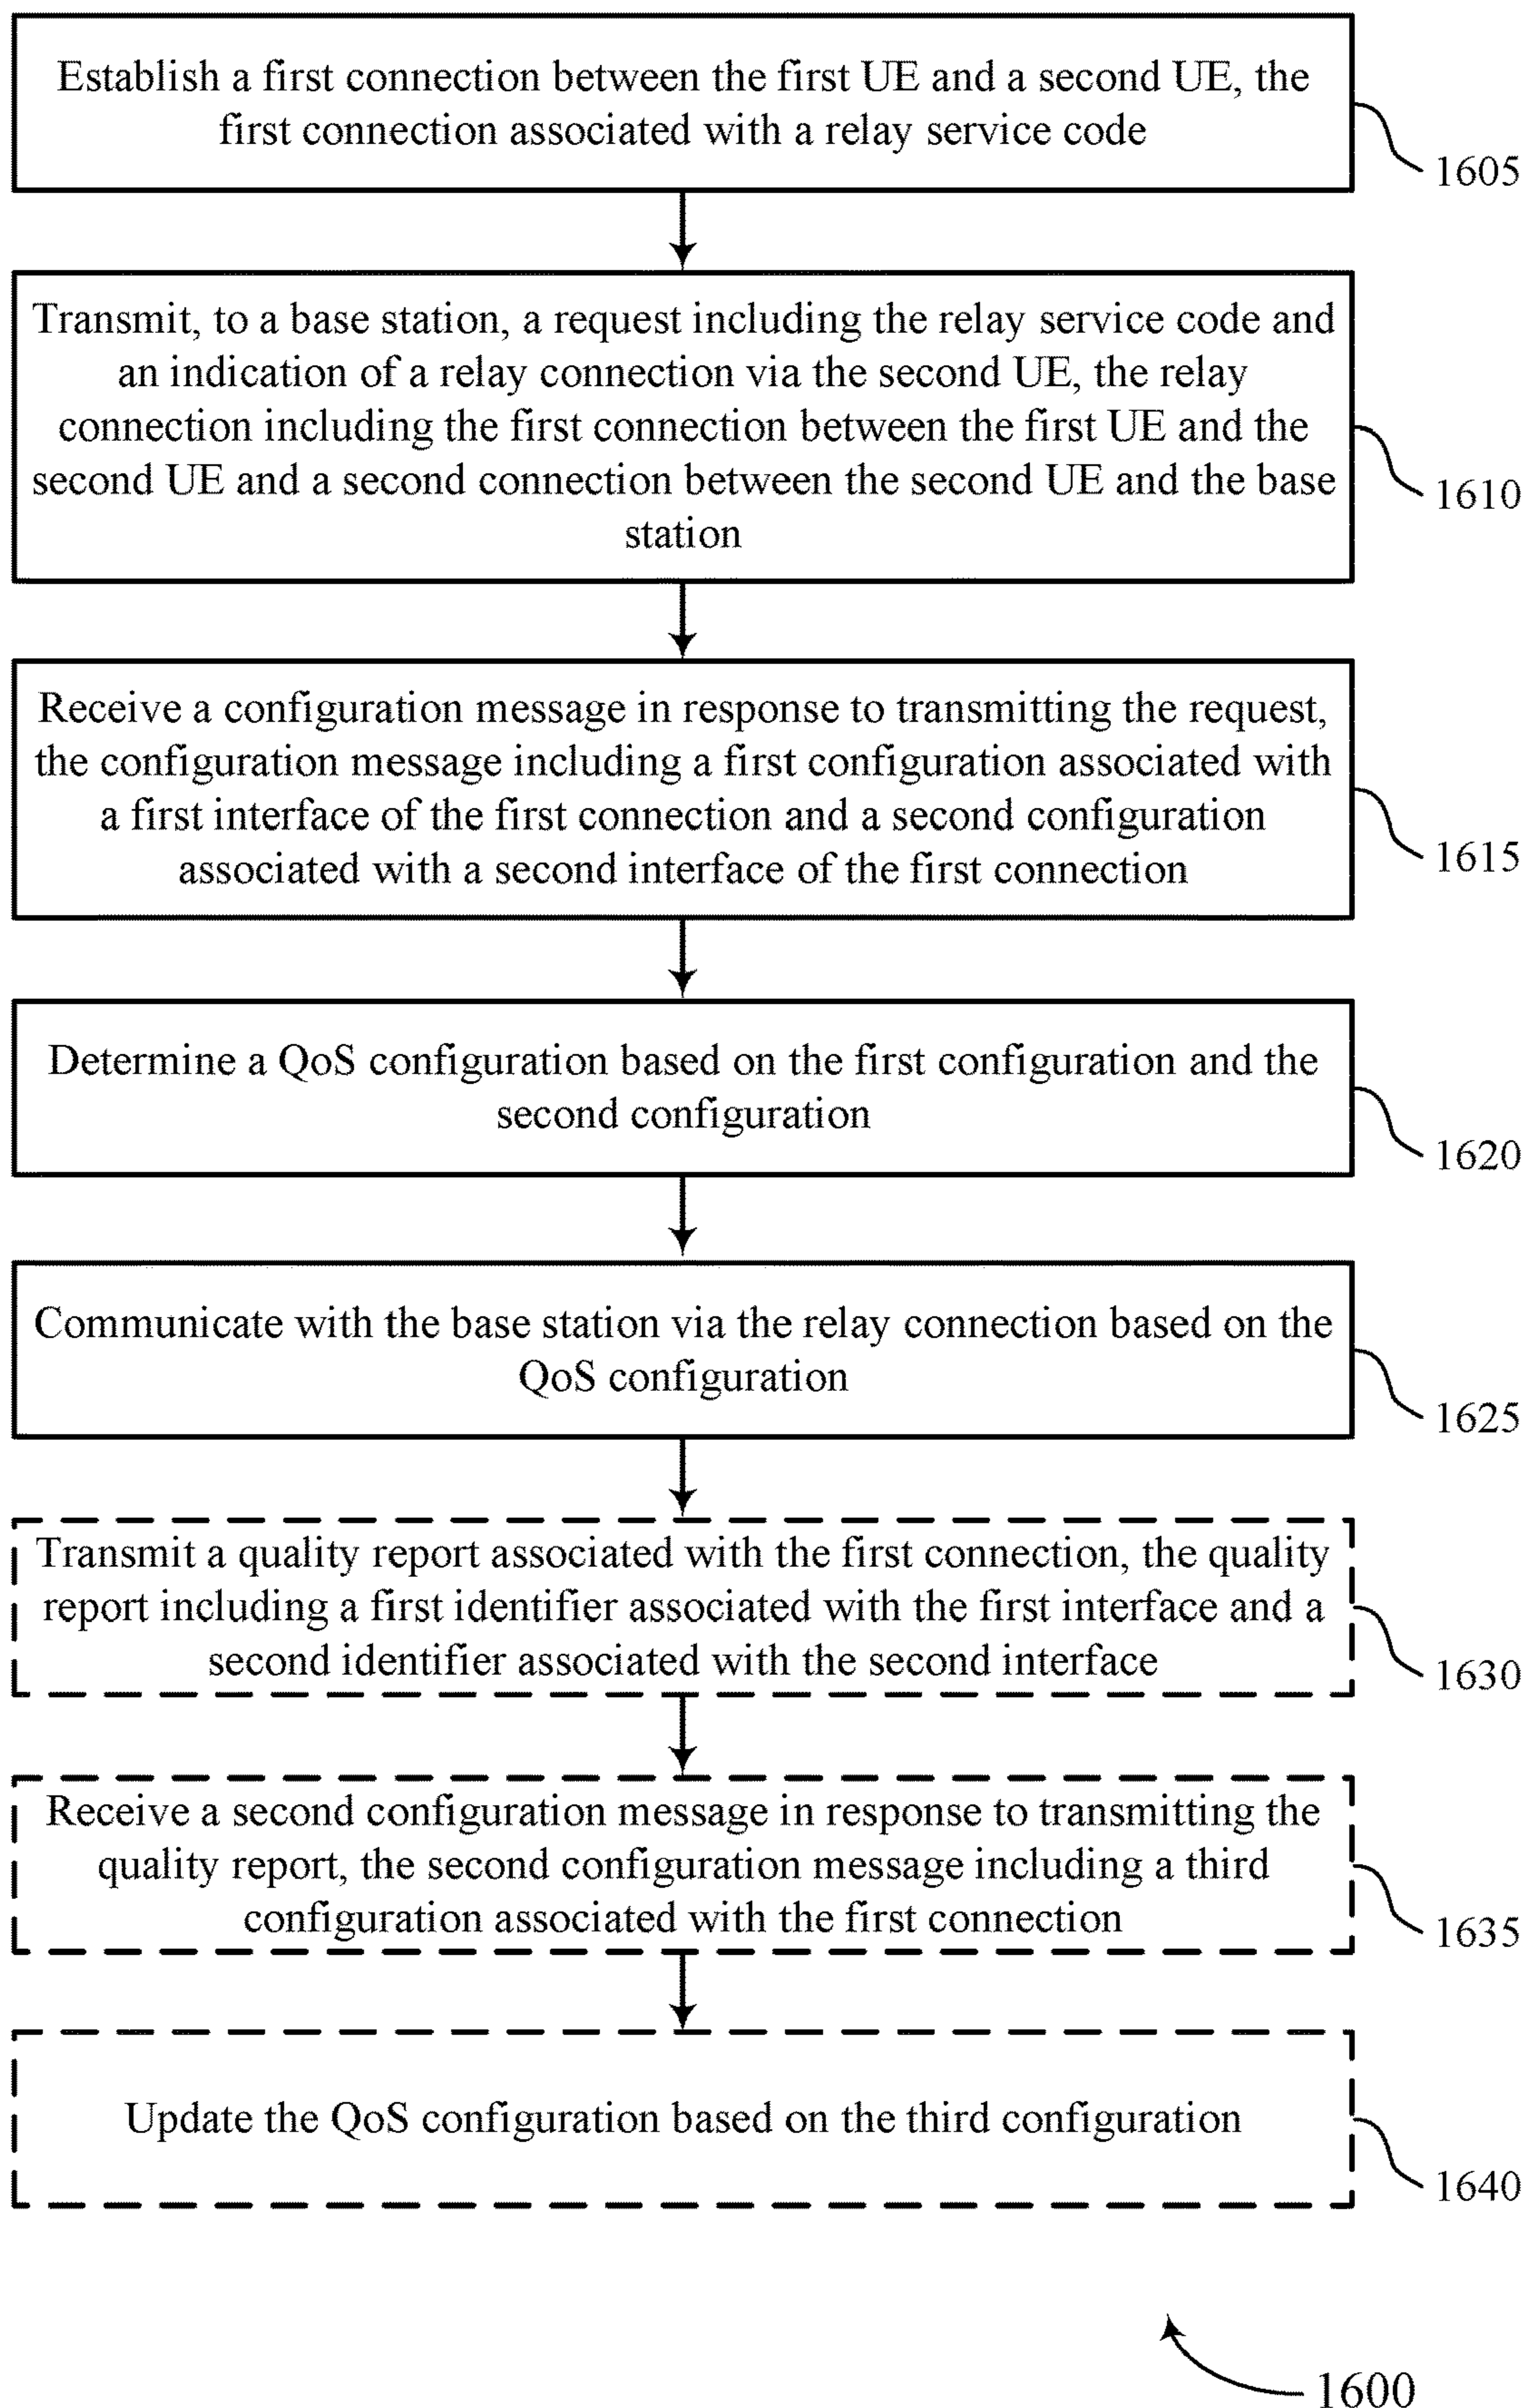 Establish a first connection between the first UE and a second UE, the
first connection associated with a relay service code
1605
Transmit, to a base station, a request including the relay service code and
an indication of a relay connection via the second UE, the relay
connection including the first connection between the first UE and the
second UE and a second connection between the second UE and the base
station
1610
Receive a configuration message in response to transmitting the request,
the configuration message including a first configuration associated with
a first interface of the first connection and a second configuration
associated with a second interface of the first connection
1615
Determine a QoS configuration based on the first configuration and the
second configuration
1620
Communicate with the base station via the relay connection based on the
QoS configuration
1625
Transmit a quality report associated with the first connection, the quality
report including a first identifier associated with the first interface and a
second identifier associated with the second interface
1630
Receive a second configuration message in response to transmitting the
quality report, the second configuration message including a third
configuration associated with the first connection
1635
Update the QoS configuration based on the third configuration
1640
1600